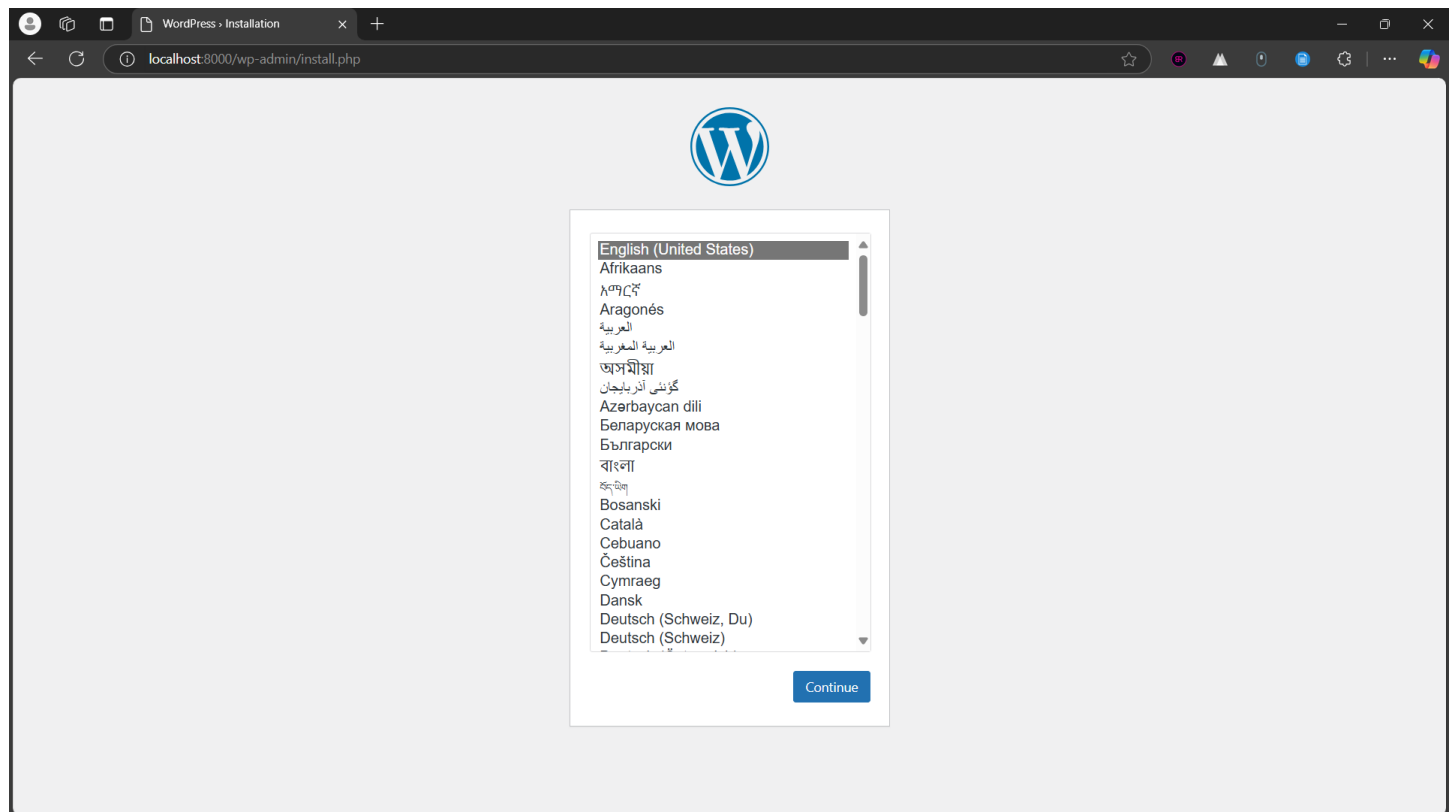 WordPress › Installation
localhost:8000/wp-admin/install.php
English (United States)
Afrikaans
አማርኛ
Aragonés
العربية
العربية المغربية
অসমীয়া
گؤنئی آذربایجان
Azərbaycan dili
Беларуская мова
Български
বাংলা
བོད་ཡིག
Bosanski
Català
Cebuano
Čeština
Cymraeg
Dansk
Deutsch (Schweiz, Du)
Deutsch (Schweiz)
Continue